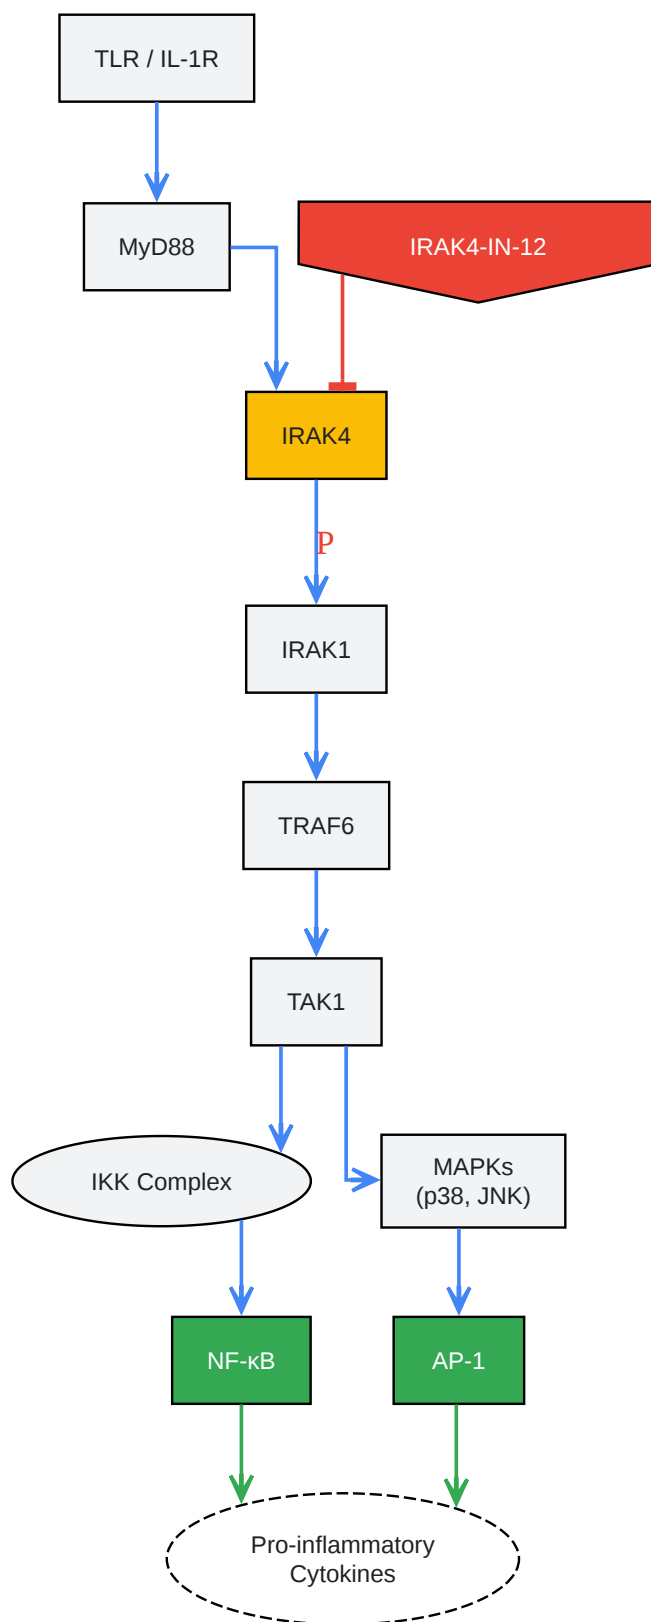 TLR / IL-1R
MyD88
IRAK4-IN-12
IRAK4
P
IRAK1
TRAF6
TAK1
IKK Complex
MAPKs
(p38, JNK)
NF-κB
AP-1
Pro-inflammatory
Cytokines